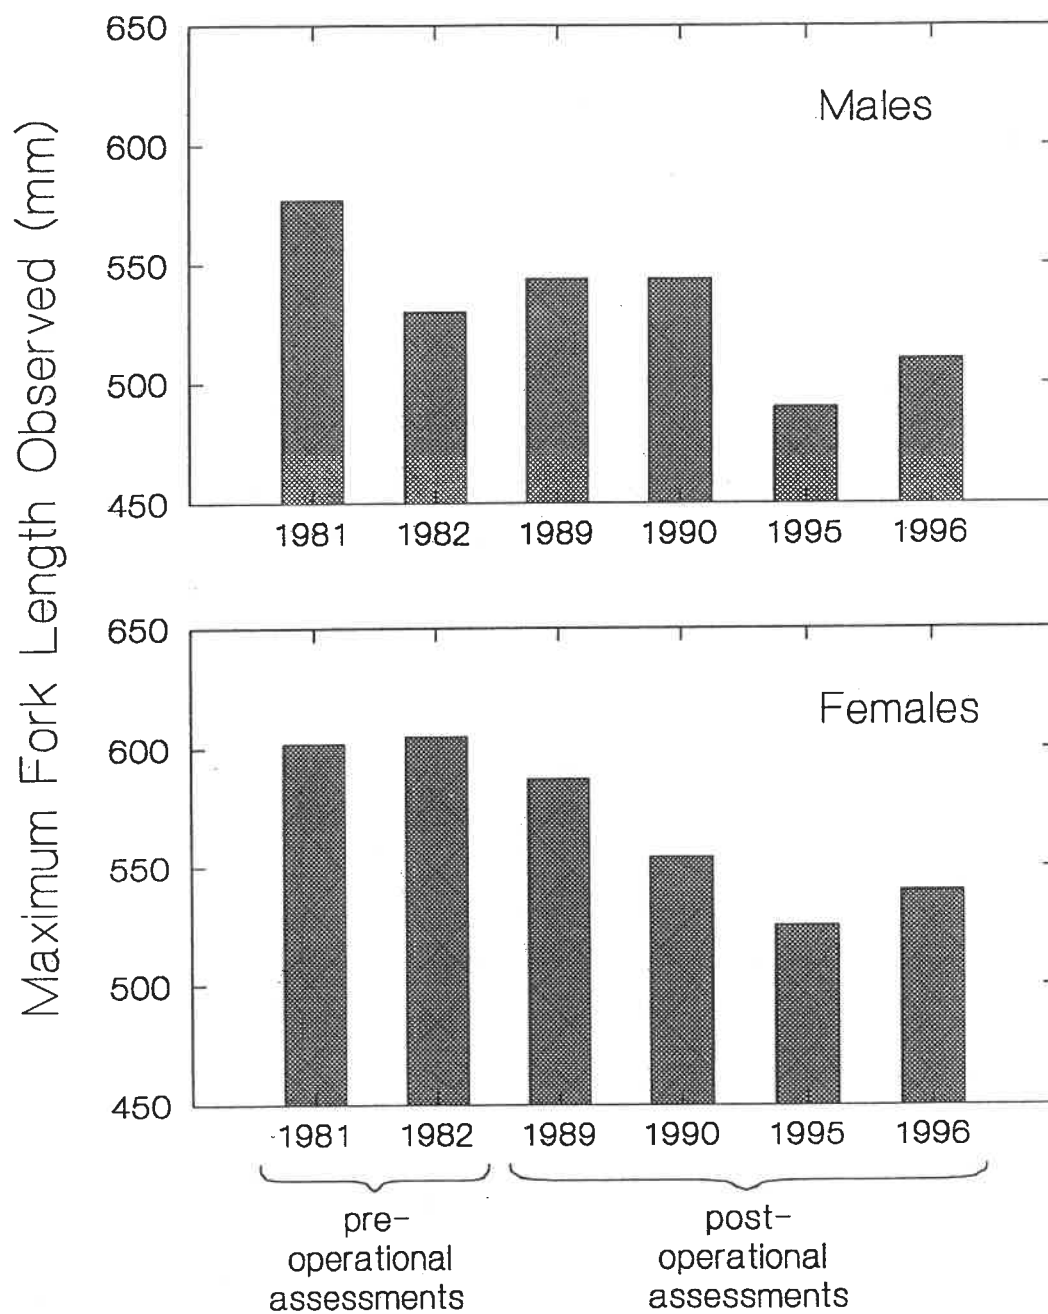 Maximum Fork Length Observed (mm)
650
600
550
500
450
Males
1981 1982 1989 1990 1995 1996
650
600
550
500
450
Females
1981 1982 1989 1990 1995 1996
pre-
operational
assessments
post-
operational
assessments